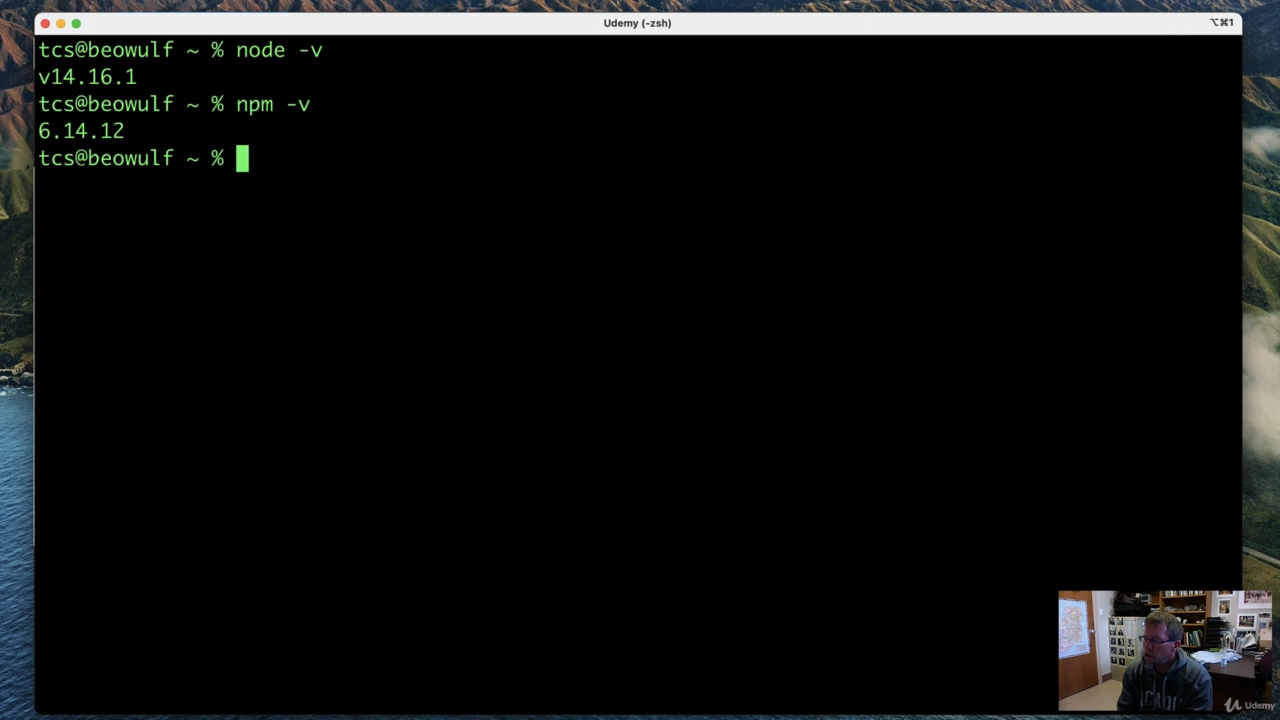 Udemy (-zsh)
⌥⌘1
tcs@beowulf ~ % node -v
v14.16.1
tcs@beowulf ~ % npm -v
6.14.12
tcs@beowulf ~ %
Udemy